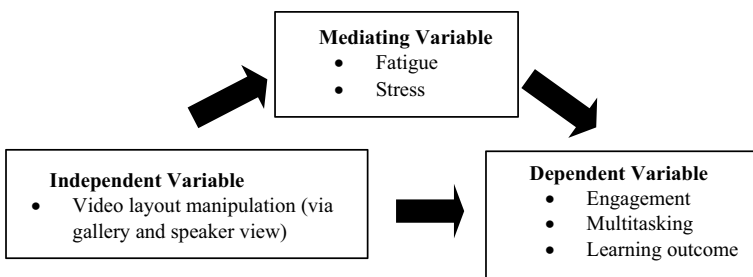 Mediating Variable
• Fatigue
• Stress
Independent Variable
• Video layout manipulation (via
gallery and speaker view)
Dependent Variable
• Engagement
• Multitasking
• Learning outcome